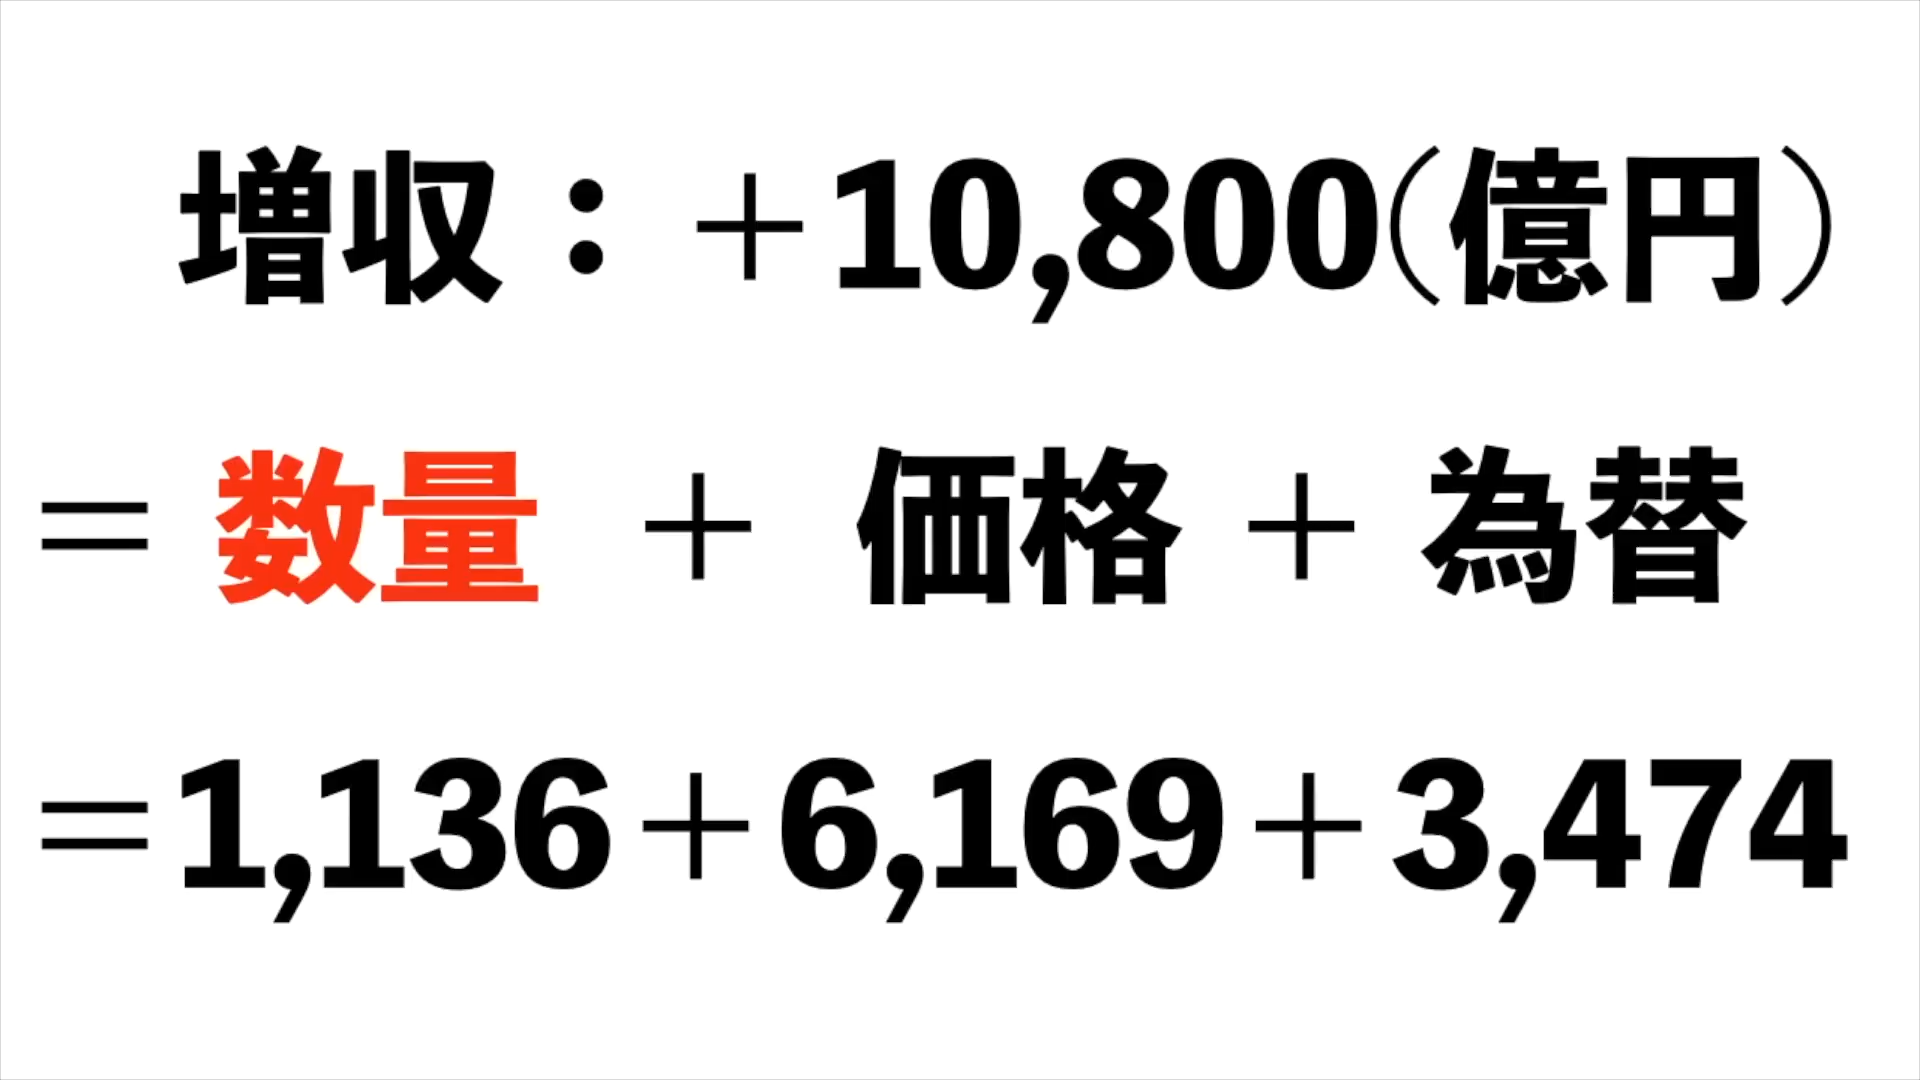 増収：＋10,800（億円）
＝ 数量 ＋ 価格 ＋ 為替
＝1,136＋6,169＋3,474